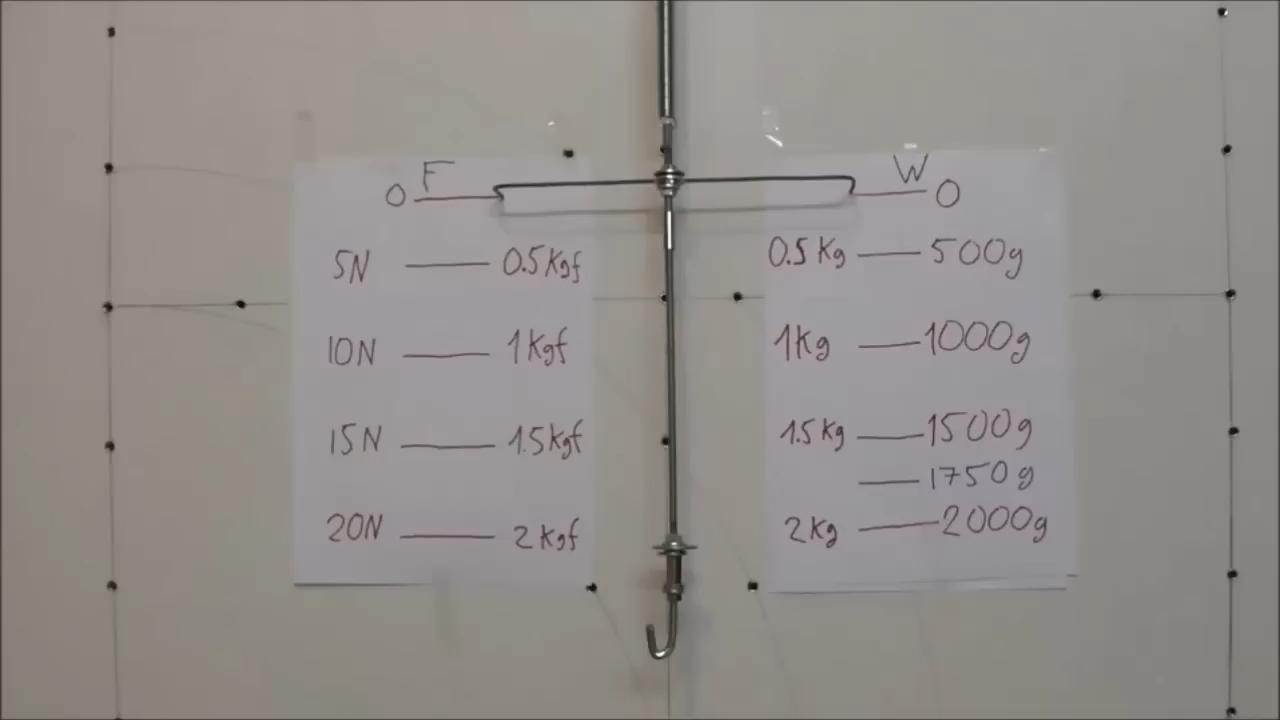 F
0
5N — 0.5Kgf
10N — 1Kgf
15N — 1.5Kgf
20N — 2Kgf
W
0
0.5Kg — 500g
1Kg — 1000g
1.5Kg — 1500g
— 1750g
2Kg — 2000g